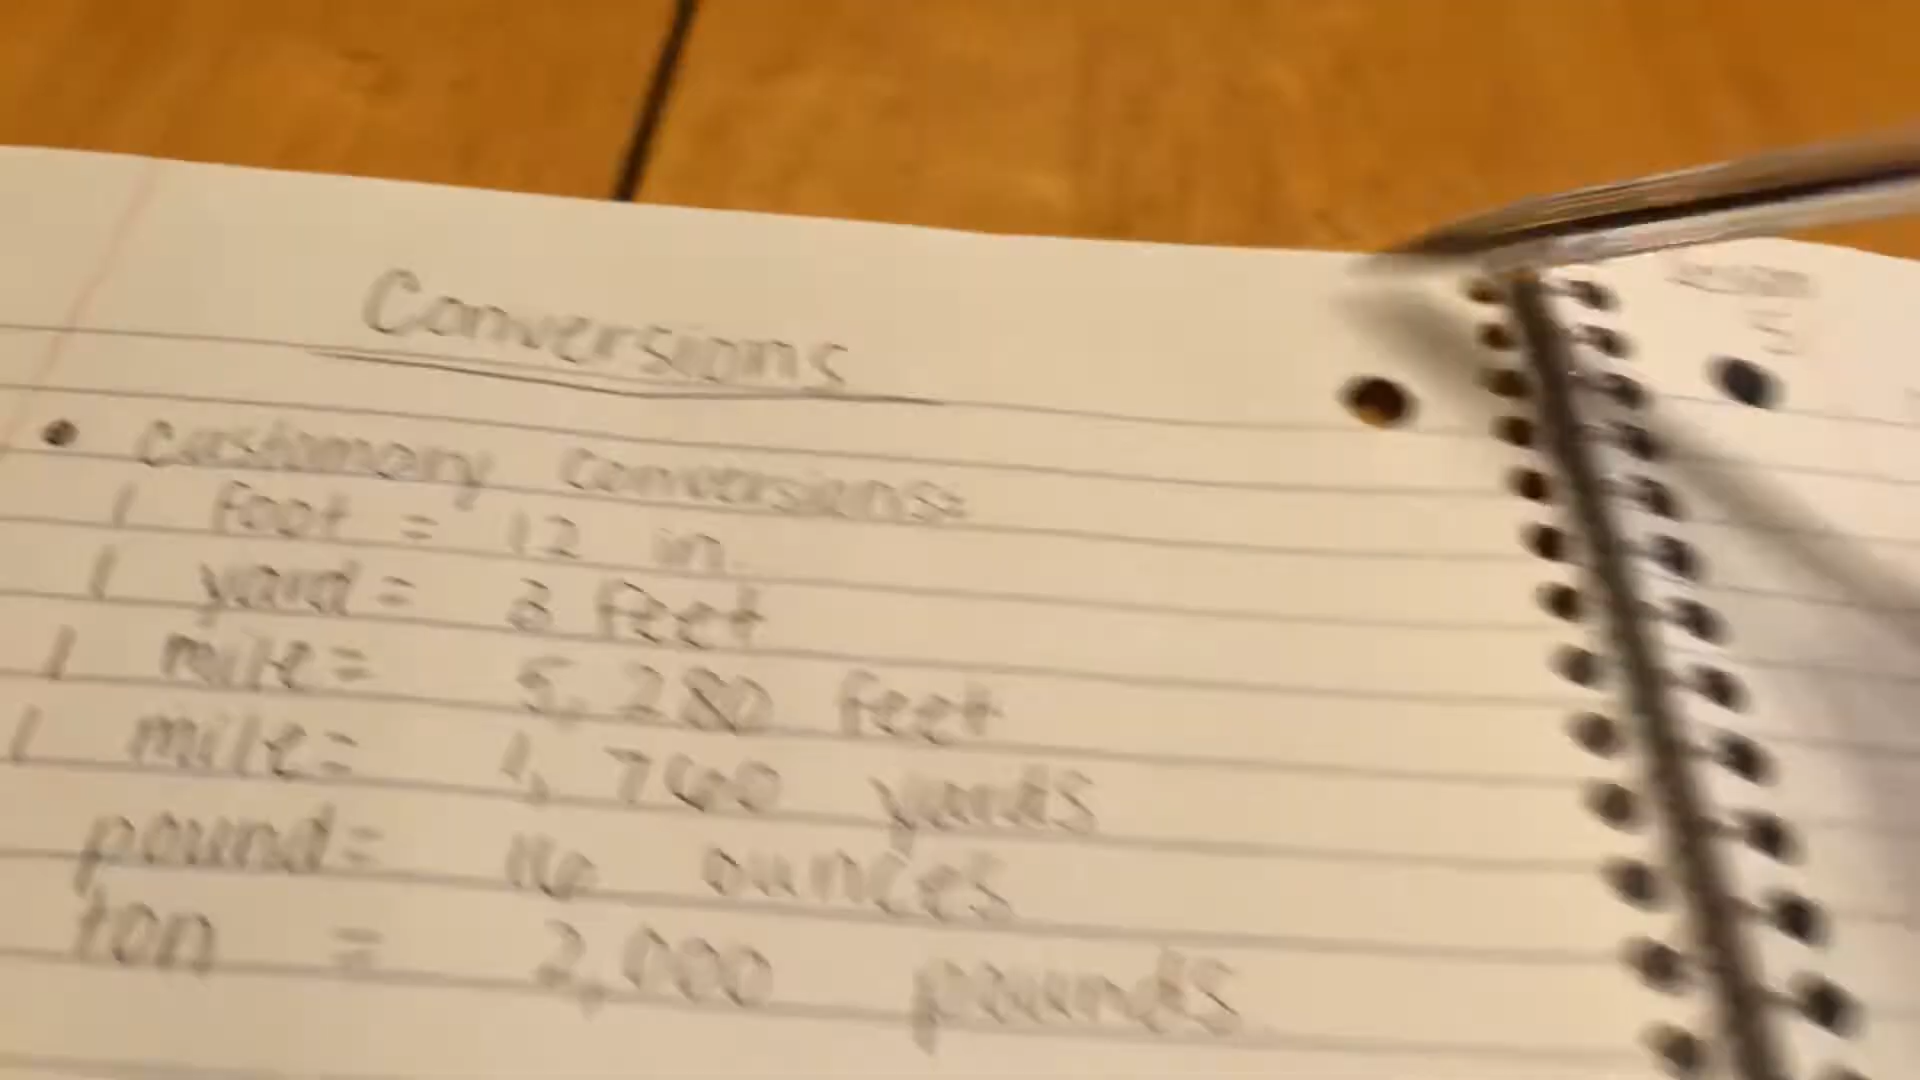 Conversions
• Customary conversions:
1 foot = 12 in.
1 yard = 3 feet
1 mile = 5,280 feet
1 mile = 1,760 yards
pound = 16 ounces
ton = 2,000 pounds